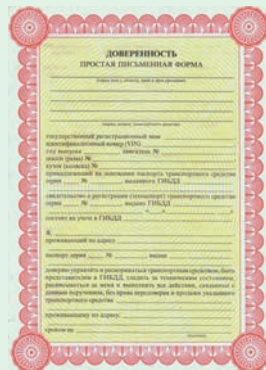 ДОВЕРЕННОСТЬ
ПРОСТАЯ ПИСЬМЕННАЯ ФОРМА
государственный регистрационный знак
идентификационный номер (VIN)
год выпуска двигатель №
шасси (рама) №
кузов (коляска) №
принадлежащий на основании паспорта транспортного средства
серия № выданного ГИБДД
свидетельство о регистрации (техпаспорт) транспортного средства
серия № выдано ГИБДД
состоит на учете в ГИБДД
Я,
проживающий по адресу
паспорт серия № выдан
доверяю управлять и распоряжаться транспортным средством, быть
представителем в ГИБДД, следить за техническим состоянием,
расписываться за меня и выполнять все действия, связанные с
данным поручением, без права передоверия и продажи указанного
транспортного средства
проживающему по адресу:
сроком на